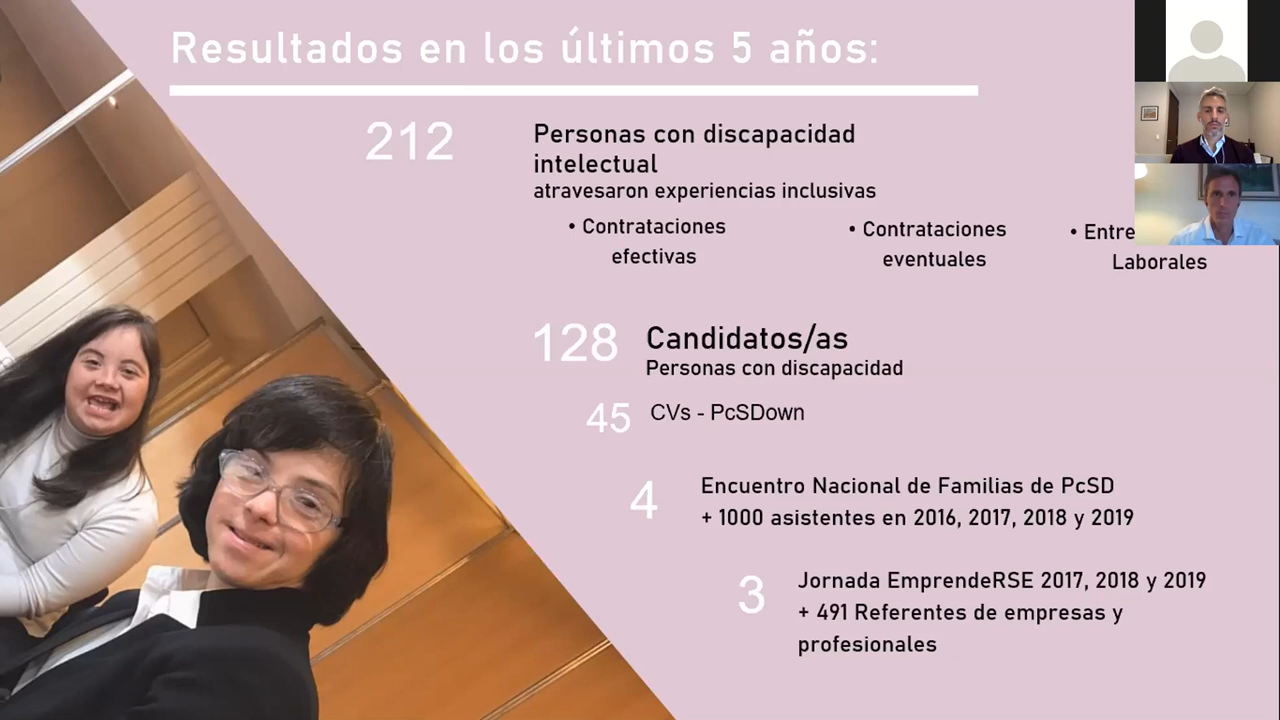 Resultados en los últimos 5 años:
212
Personas con discapacidad
intelectual
atravesaron experiencias inclusivas
• Contrataciones
efectivas
• Contrataciones
eventuales
•
Laborales
128
Candidatos/as
Personas con discapacidad
45
CVs - PcSDown
4
Encuentro Nacional de Familias de PcSD
+ 1000 asistentes en 2016, 2017, 2018 y 2019
3
Jornada EmprendeRSE 2017, 2018 y 2019
+ 491 Referentes de empresas y
profesionales